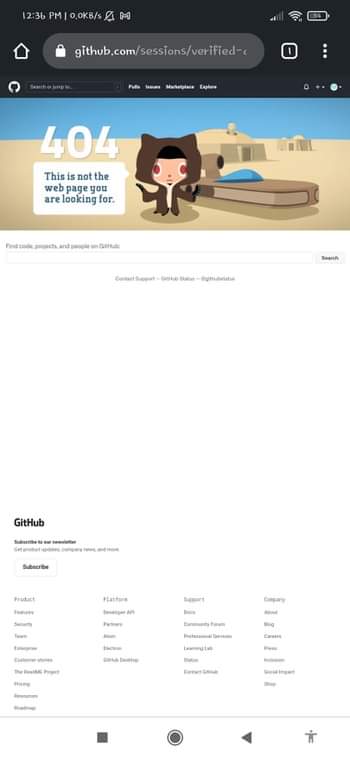 12:36 PM | 0.0KB/s
github.com/sessions/verified-
1
Search or jump to...
Pulls Issues Marketplace Explore
404
This is not the
web page you
are looking for.
Find code, projects, and people on GitHub:
Search
Contact Support — GitHub Status — @githubstatus
GitHub
Subscribe to our newsletter
Get product updates, company news, and more.
Subscribe
Product Platform Support Company
Features Developer API Docs About
Security Partners Community Forum Blog
Team Atom Professional Services Careers
Enterprise Electron Learning Lab Press
Customer stories GitHub Desktop Status Inclusion
The ReadME Project Contact GitHub Social Impact
Pricing Shop
Resources
Roadmap